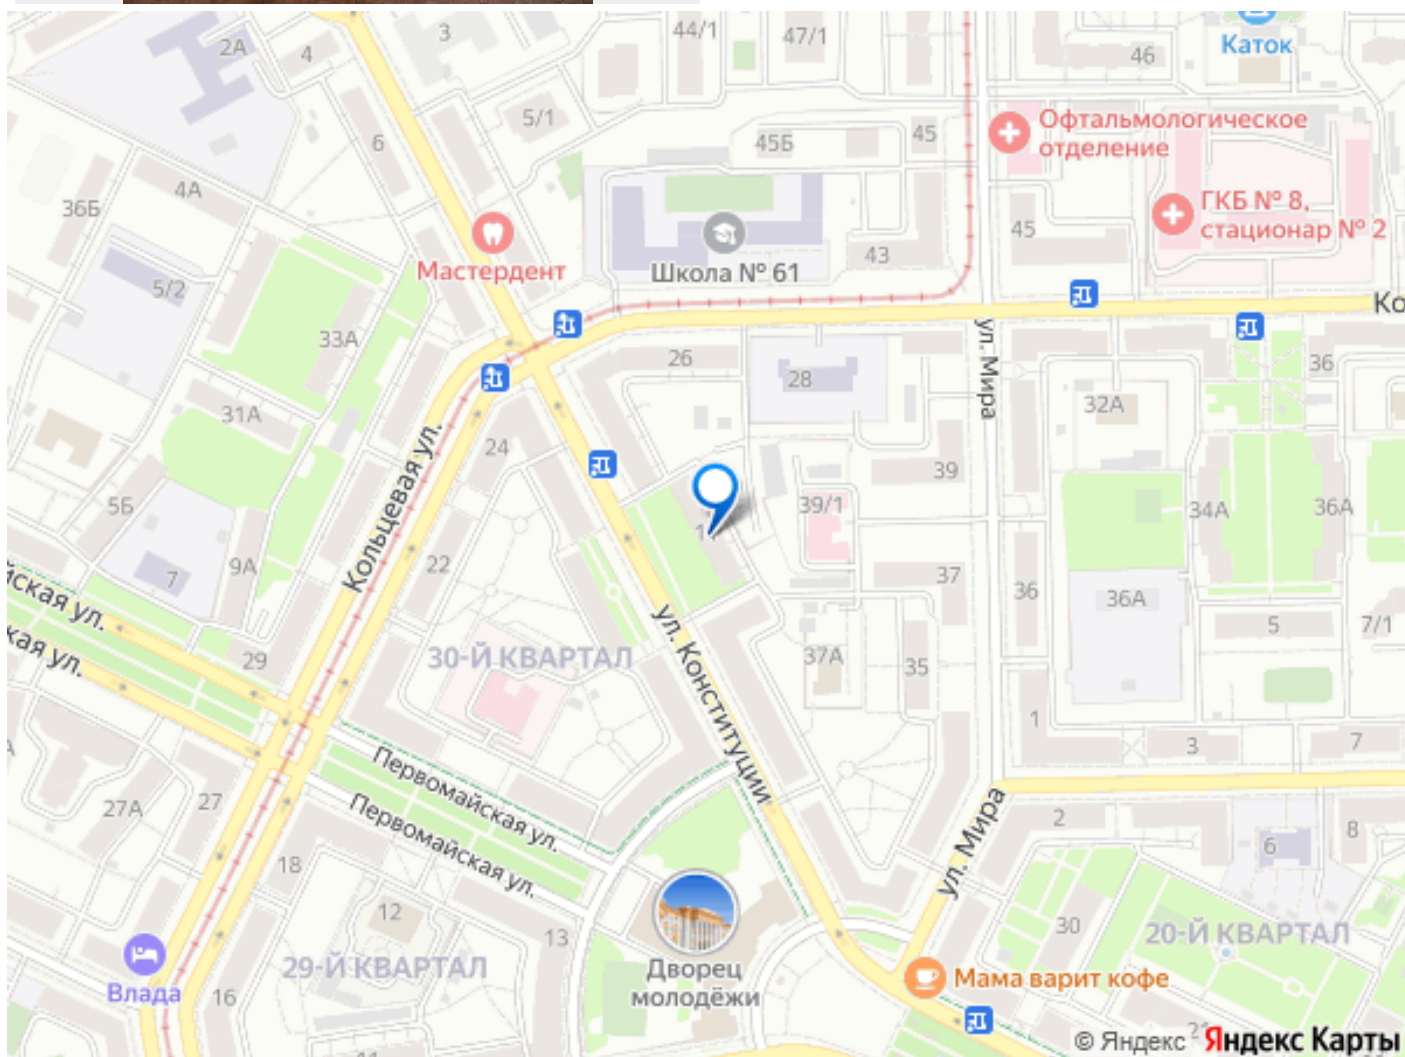 2А
4
3
44/1
47/1
Каток
46
5/1
6
45Б
45
Офтальмологическое
отделение
4А
36Б
ГКБ № 8,
стационар № 2
45
43
Мастердент
Школа № 61
5/2
Ко
33А
26
28
ул. Мира
36
32А
31А
24
39
Кольцевая ул.
5Б
39/1
34А
36А
9А
7
22
37
36
36А
йская ул.
кая ул.
29
30-Й КВАРТАЛ
ул. Конституции
37А
35
5
7/1
1
3
7
Первомайская ул.
Первомайская ул.
27А
27
18
ул. Мира
2
6
8
12
13
30
20-Й КВАРТАЛ
29-Й КВАРТАЛ
Влада
16
Дворец
молодёжи
Мама варит кофе
11
© Яндекс
Яндекс Карты